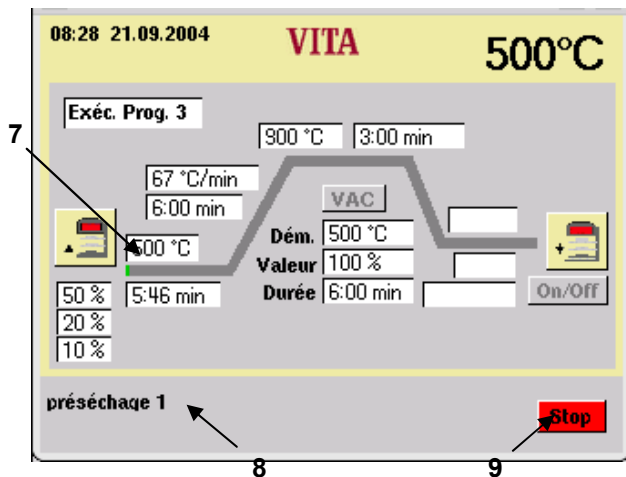 08:28 21.09.2004 VITA 500°C
Exéc. Prog. 3
7
900 °C 3:00 min
67 °C/min
6:00 min
VAC
500 °C
Dém. 500 °C
Valeur 100 %
50 % 5:46 min Durée 6:00 min On/Off
20 %
10 %
préséchage 1
Stop
8 9